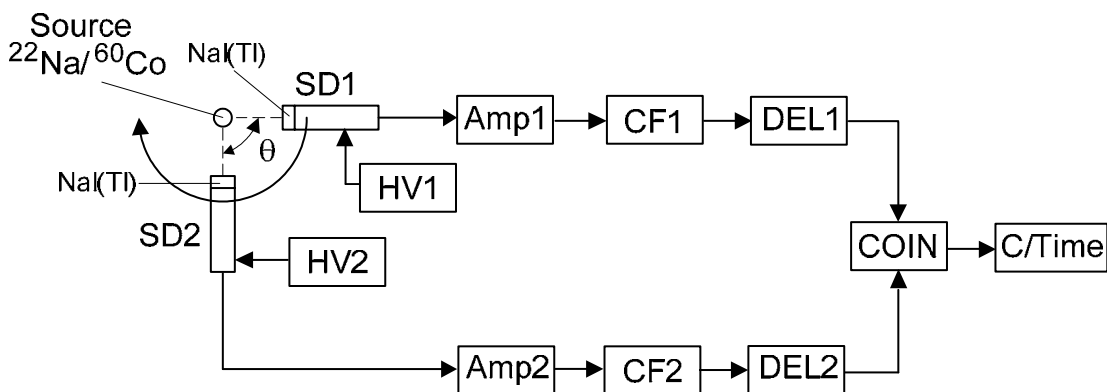 Source
²²Na/⁶⁰Co
NaI(Tl)
SD1
Amp1
CF1
DEL1
θ
HV1
NaI(Tl)
SD2
HV2
COIN
C/Time
Amp2
CF2
DEL2